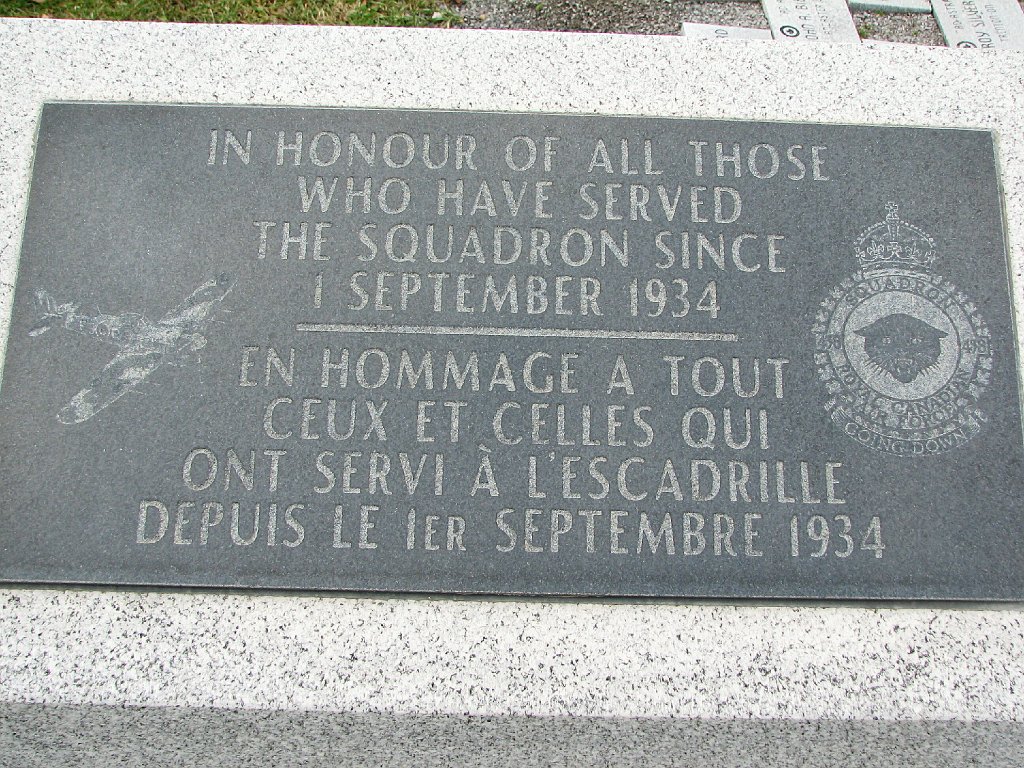 IN HONOUR OF ALL THOSE
WHO HAVE SERVED
THE SQUADRON SINCE
1 SEPTEMBER 1934
EN HOMMAGE A TOUT
CEUX ET CELLES QUI
ONT SERVI À L'ESCADRILLE
DEPUIS LE 1ER SEPTEMBRE 1934
SQUADRON
ROYAL CANADIAN
AIR FORCE
GOING DOWN